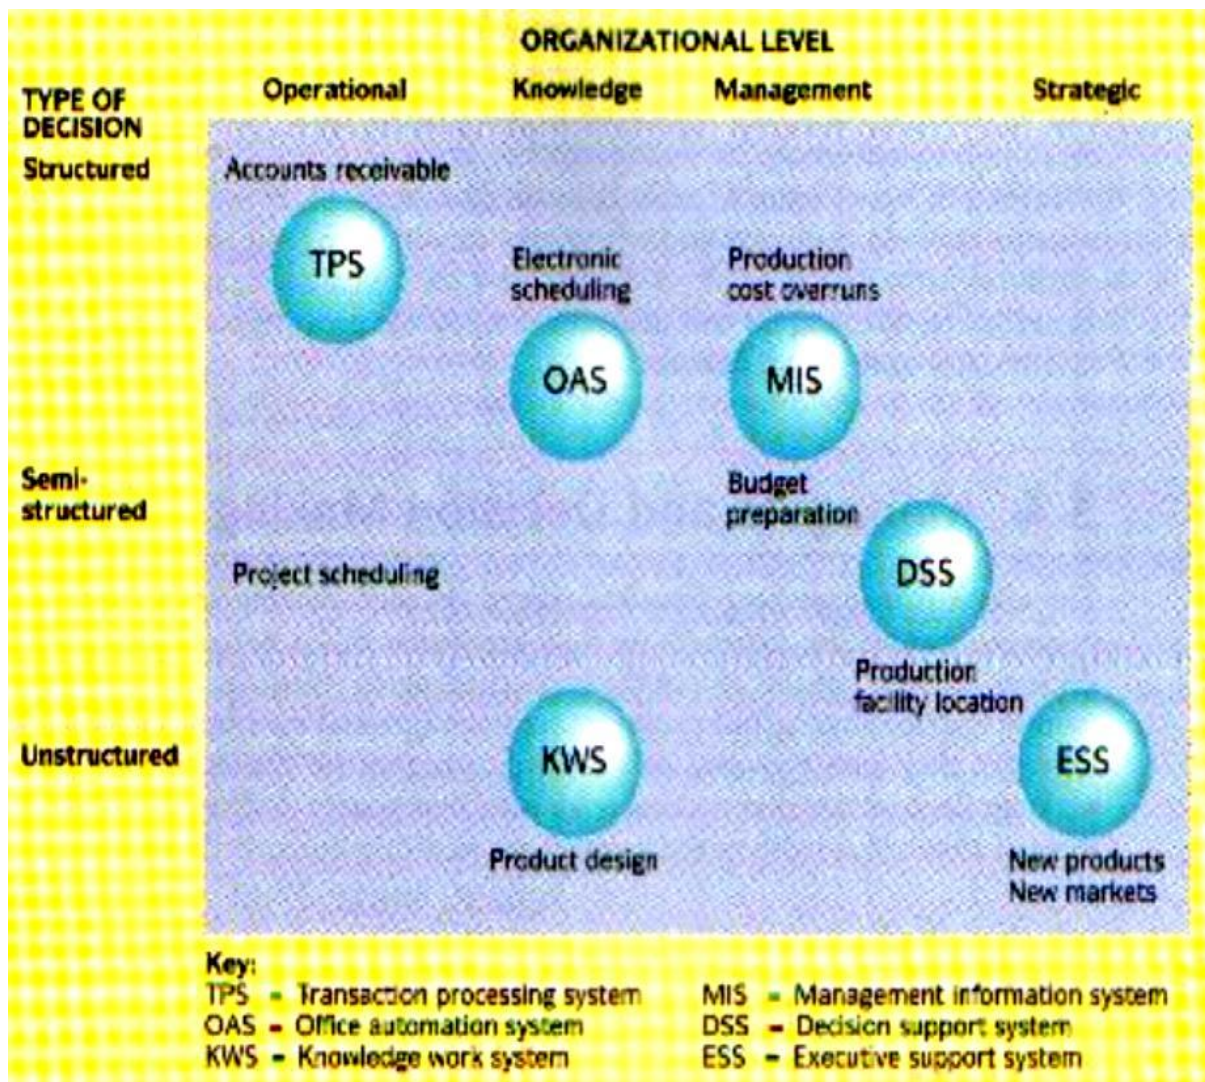 ORGANIZATIONAL LEVEL
TYPE OF
DECISION
Operational Knowledge Management Strategic
Structured
Accounts receivable
TPS
Electronic
scheduling
Production
cost overruns
OAS
MIS
Semi-
structured
Budget
preparation
Project scheduling
DSS
Production
facility location
Unstructured
KWS
ESS
Product design
New products
New markets
Key:
TPS = Transaction processing system
OAS = Office automation system
KWS = Knowledge work system
MIS = Management information system
DSS = Decision support system
ESS = Executive support system